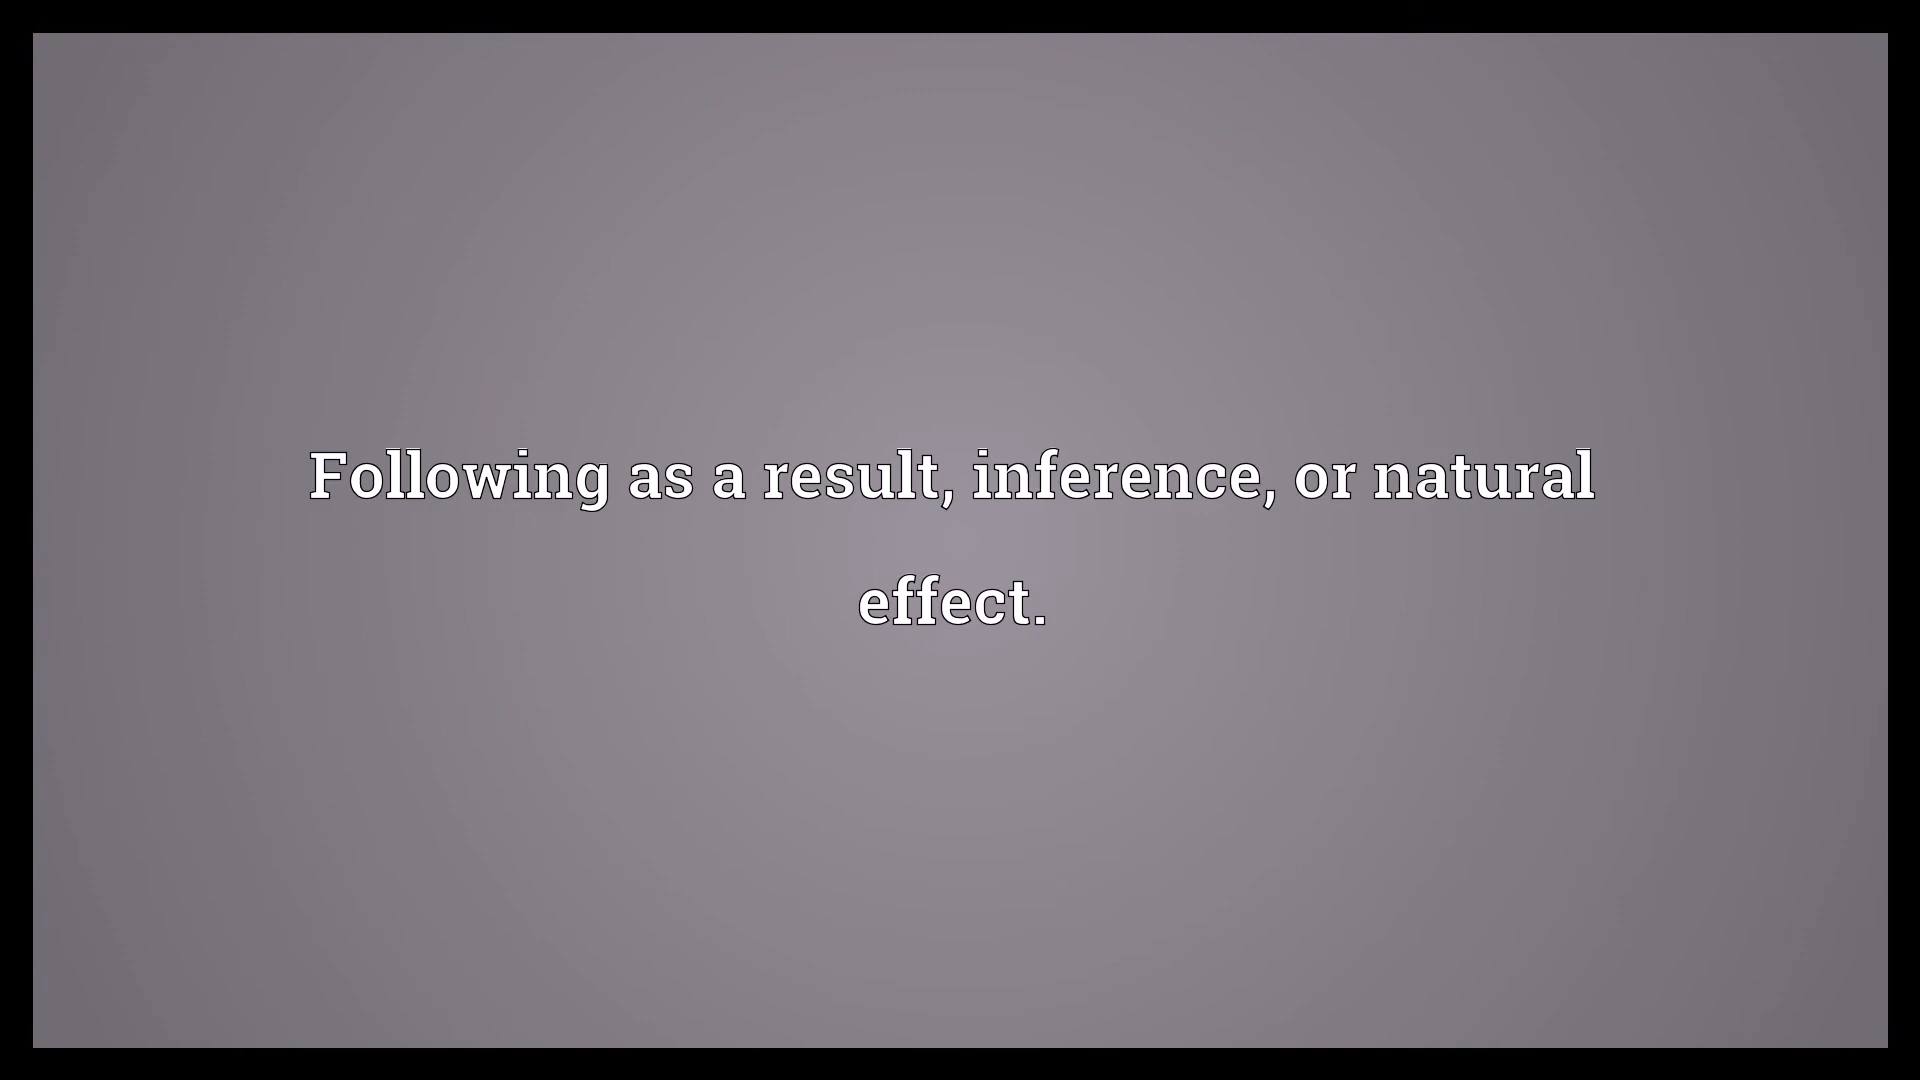 Following as a result, inference, or natural
effect.